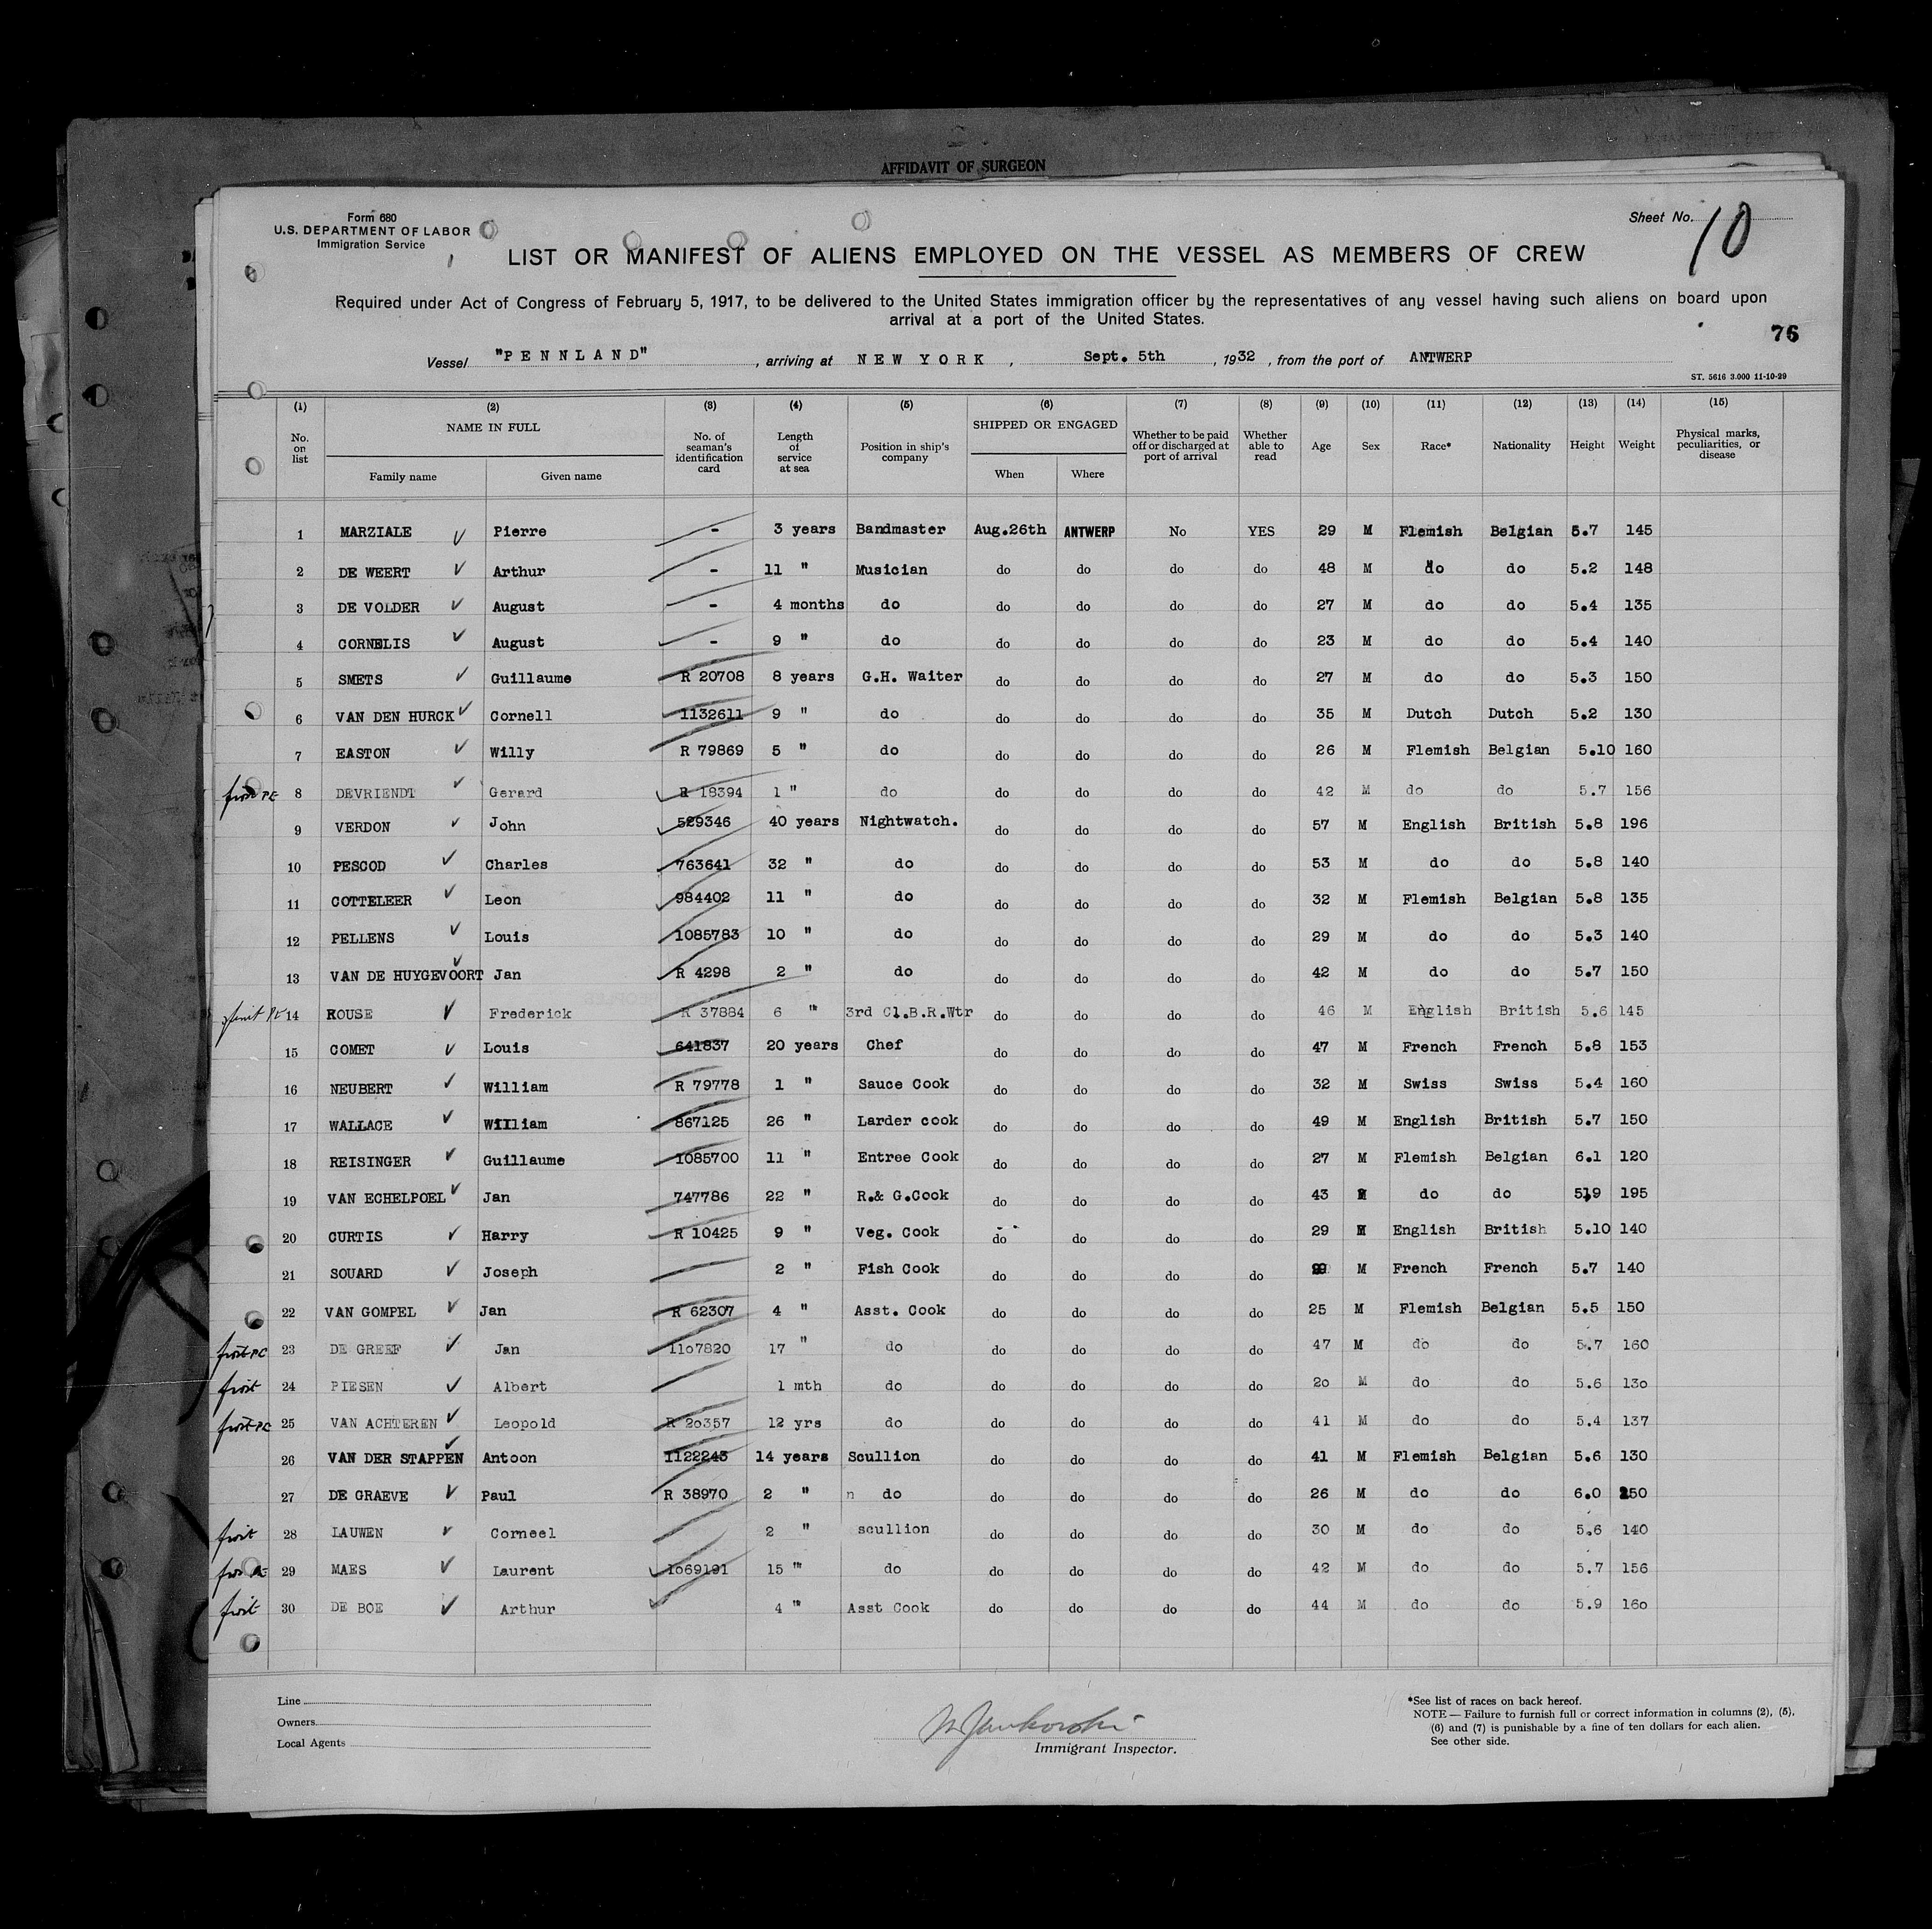 AFFIDAVIT OF SURGEON
Form 680
U.S. DEPARTMENT OF LABOR
Immigration Service
Sheet No. 10
LIST OR MANIFEST OF ALIENS EMPLOYED ON THE VESSEL AS MEMBERS OF CREW
Required under Act of Congress of February 5, 1917, to be delivered to the United States immigration officer by the representatives of any vessel having such aliens on board upon
arrival at a port of the United States.
76
Vessel "PENNLAND", arriving at NEW YORK, Sept. 5th, 1932, from the port of ANTWERP
ST. 5616 3.000 11-10-29
(1) (2) (3) (4) (5) (6) (7) (8) (9) (10) (11) (12) (13) (14) (15)
No. on list NAME IN FULL Family name Given name No. of seaman's identification card Length of service at sea Position in ship's company SHIPPED OR ENGAGED When Where Whether to be paid off or discharged at port of arrival Whether able to read Age Sex Race* Nationality Height Weight Physical marks, peculiarities, or disease
1 MARZIALE Pierre - 3 years Bandmaster Aug.26th ANTWERP No YES 29 M Flemish Belgian 5.7 145
2 DE WEERT Arthur - 11 " Musician do do do do 48 M do do 5.2 148
3 DE VOLDER August - 4 months do do do do do 27 M do do 5.4 135
4 CORNELIS August - 9 " do do do do do 23 M do do 5.4 140
5 SMETS Guillaume R 20708 8 years G.H. Waiter do do do do 27 M do do 5.3 150
6 VAN DEN HURCK Cornell 1132611 9 " do do do do do 35 M Dutch Dutch 5.2 130
7 EASTON Willy R 79869 5 " do do do do do 26 M Flemish Belgian 5.10 160
8 DEVRIENDT Gerard R 18394 1 " do do do do do 42 M do do 5.7 156
9 VERDON John 529346 40 years Nightwatch. do do do do 57 M English British 5.8 196
10 PESCOD Charles 763641 32 " do do do do do 53 M do do 5.8 140
11 COTTELEER Leon 984402 11 " do do do do do 32 M Flemish Belgian 5.8 135
12 PELLENS Louis 1085783 10 " do do do do do 29 M do do 5.3 140
13 VAN DE HUYGEVOORT Jan R 4298 2 " do do do do do 42 M do do 5.7 150
14 ROUSE Frederick R 37884 6 " 3rd Cl.B.R.Wtr do do do do 46 M English British 5.6 145
15 COMET Louis 641837 20 years Chef do do do do 47 M French French 5.8 153
16 NEUBERT William R 79778 1 " Sauce Cook do do do do 32 M Swiss Swiss 5.4 160
17 WALLACE William 867125 26 " Larder cook do do do do 49 M English British 5.7 150
18 REISINGER Guillaume 1085700 11 " Entree Cook do do do do 27 M Flemish Belgian 6.1 120
19 VAN ECHELPOEL Jan 747786 22 " R.& G.Cook do do do do 43 M do do 5,9 195
20 CURTIS Harry R 10425 9 " Veg. Cook do do do do 29 M English British 5.10 140
21 SOUARD Joseph 2 " Fish Cook do do do do M French French 5.7 140
22 VAN GOMPEL Jan R 62307 4 " Asst. Cook do do do do 25 M Flemish Belgian 5.5 150
23 DE GREEF Jan 11o7820 17 " do do do do do 47 M do do 5.7 160
24 PIESEN Albert 1 mth do do do do do 2o M do do 5.6 13o
25 VAN ACHTEREN Leopold R 2o357 12 yrs do do do do do 41 M do do 5.4 137
26 VAN DER STAPPEN Antoon 1122243 14 years Scullion do do do do 41 M Flemish Belgian 5.6 130
27 DE GRAEVE Paul R 38970 2 " n do do do do do 26 M do do 6.0 250
28 LAUWEN Corneel 2 " scullion do do do do 30 M do do 5.6 140
29 MAES Laurent 1o69191 15 " do do do do do 42 M do do 5.7 156
30 DE BOE Arthur 4 " Asst Cook do do do do 44 M do do 5.9 16o
Line
Owners
Local Agents
Immigrant Inspector.
*See list of races on back hereof.
NOTE — Failure to furnish full or correct information in columns (2), (5),
(6) and (7) is punishable by a fine of ten dollars for each alien.
See other side.